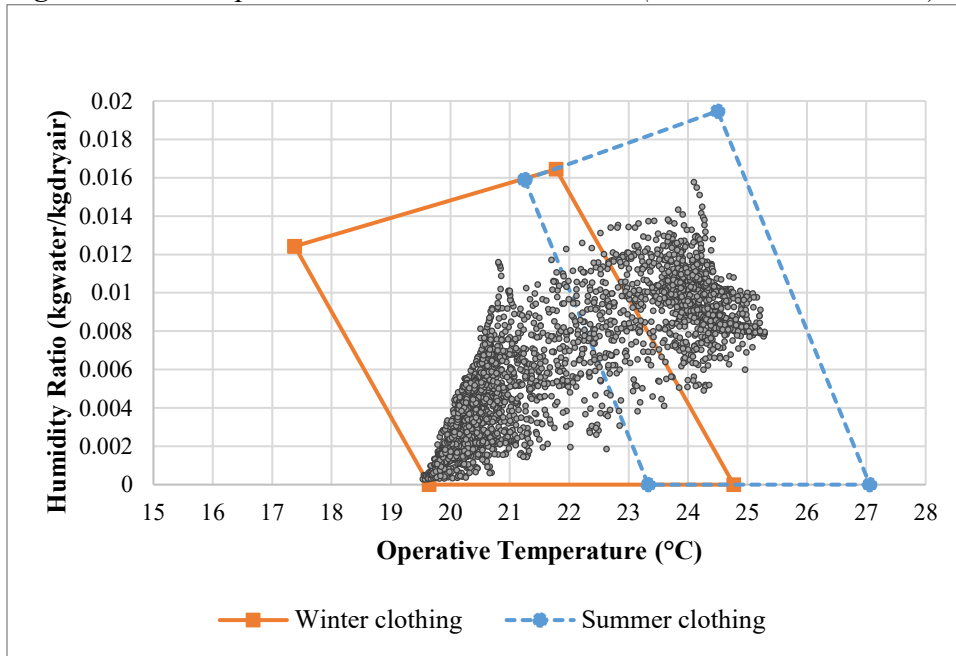 Humidity Ratio (kgwater/kgdryair)
0.02
0.018
0.016
0.014
0.012
0.01
0.008
0.006
0.004
0.002
0
15 16 17 18 19 20 21 22 23 24 25 26 27 28
Operative Temperature (°C)
Winter clothing Summer clothing